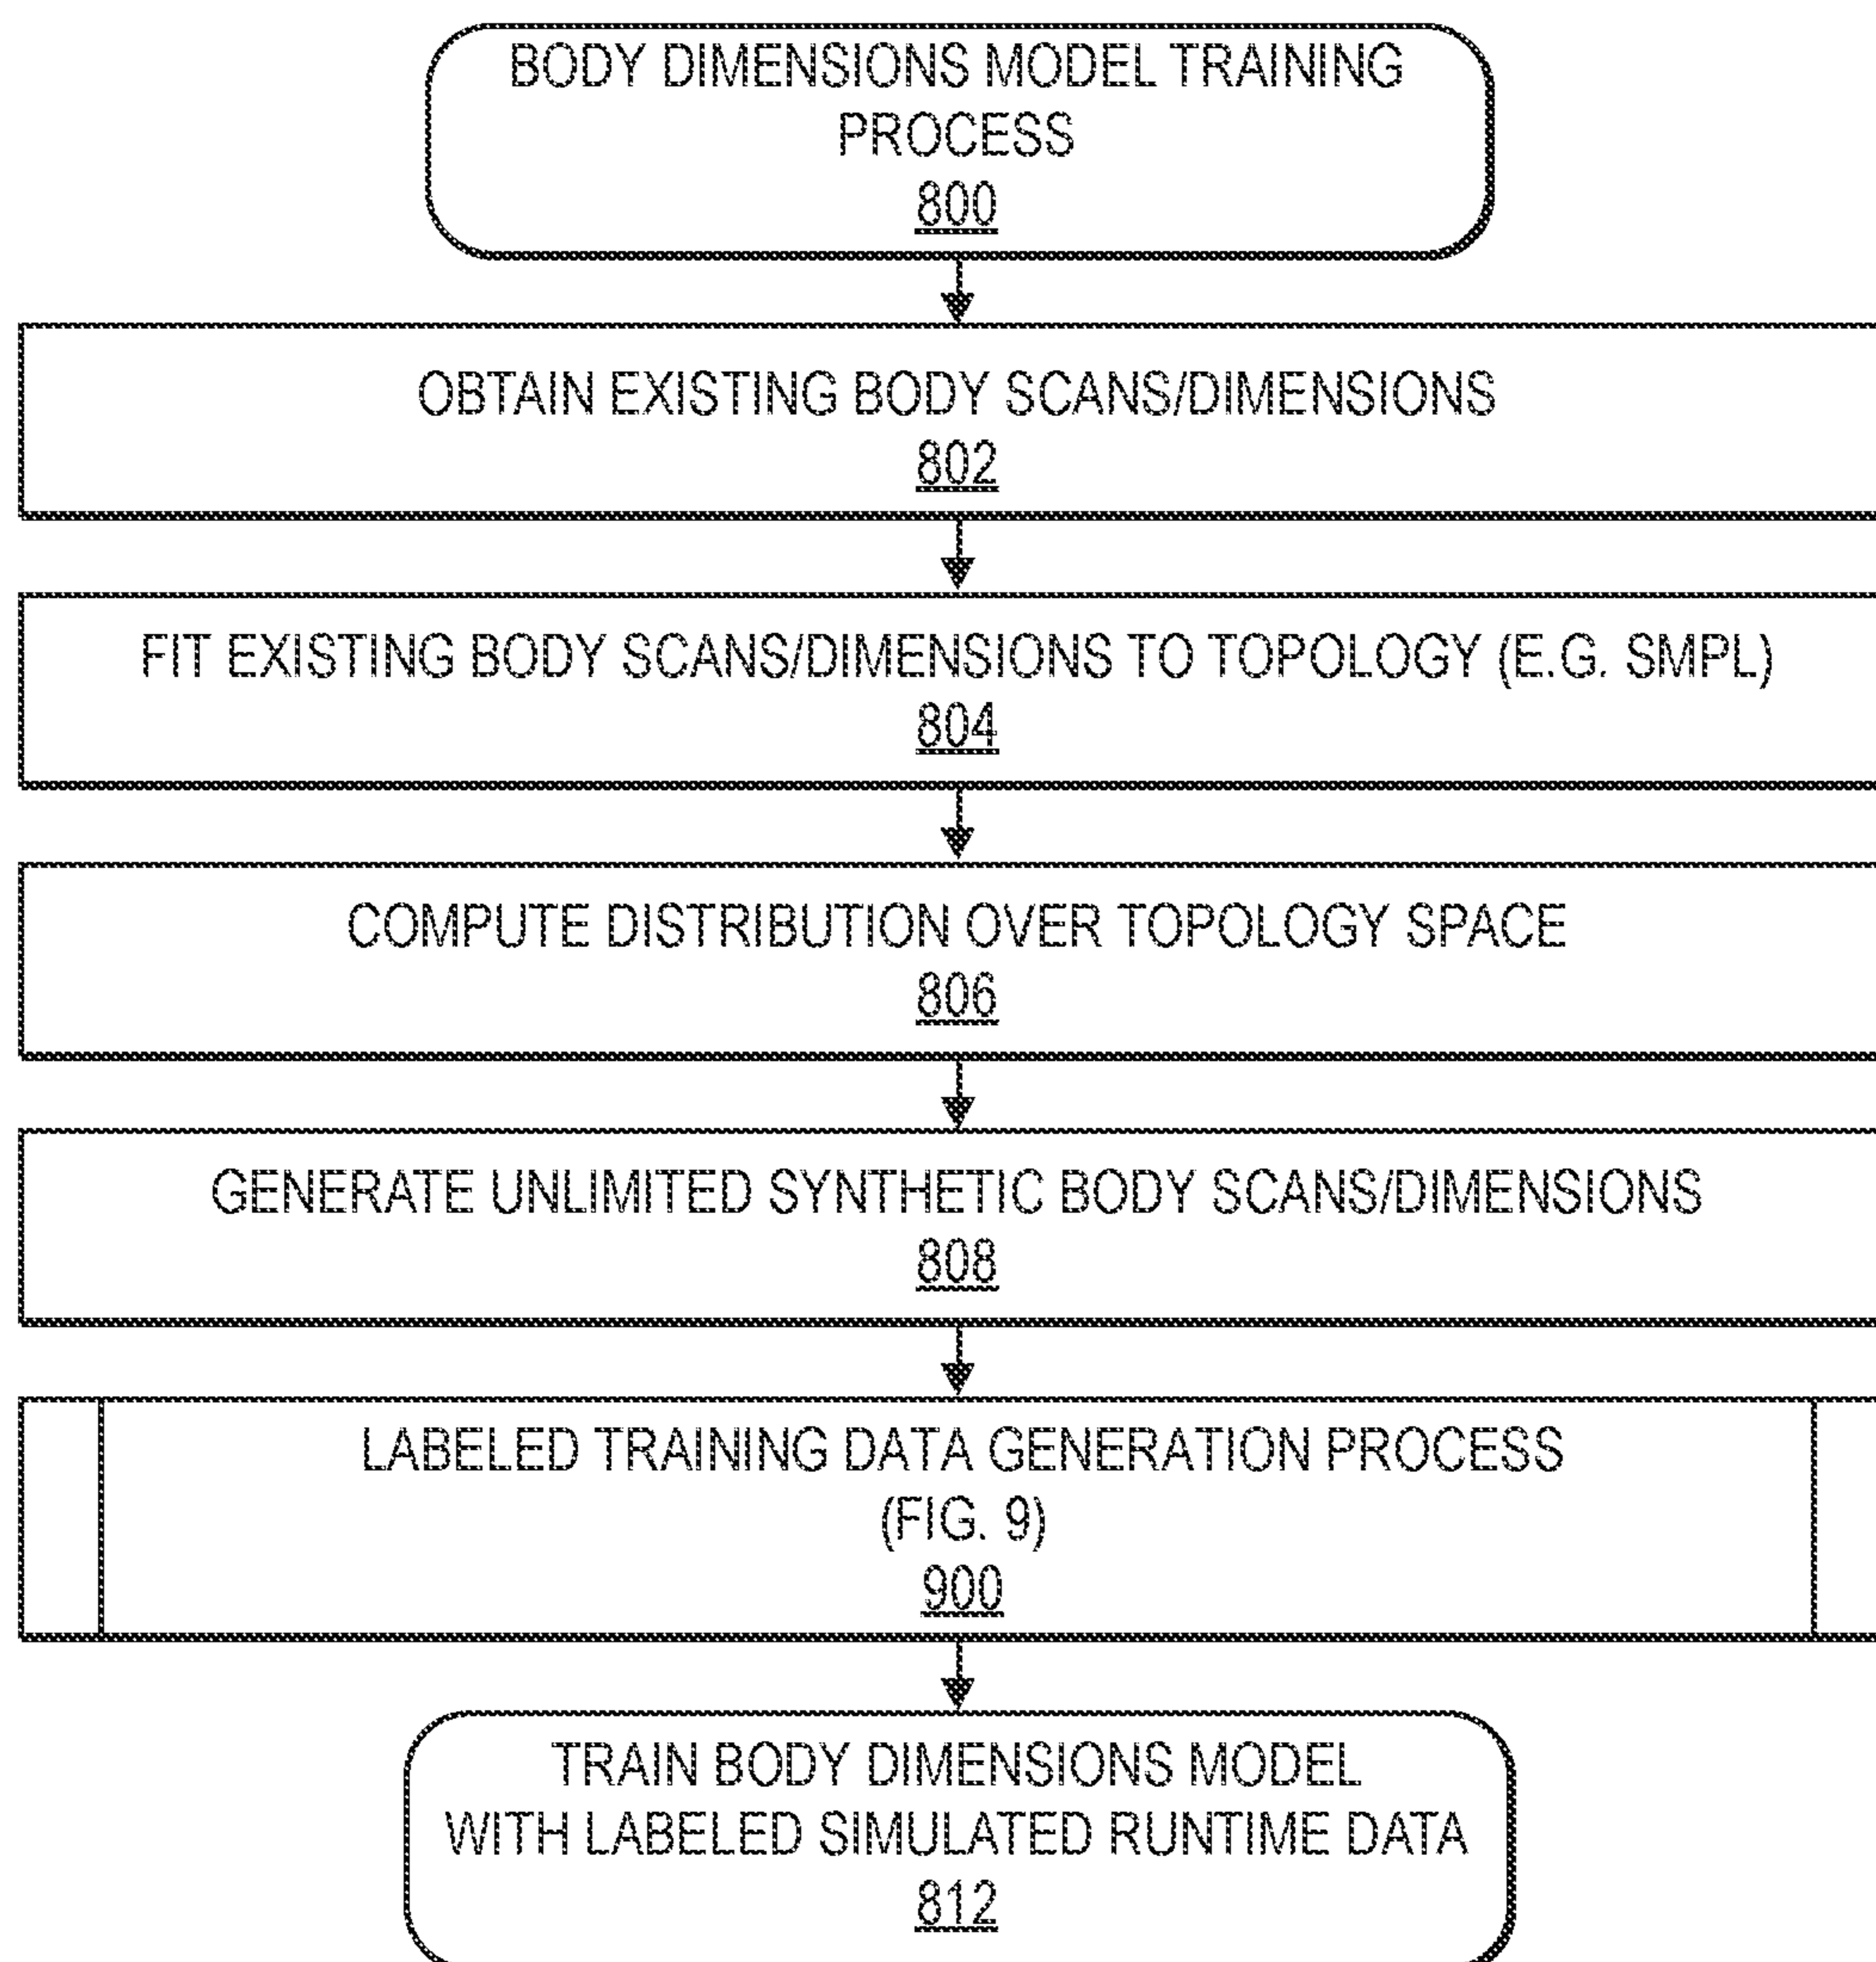 BODY DIMENSIONS MODEL TRAINING
PROCESS
800
OBTAIN EXISTING BODY SCANS/DIMENSIONS
802
FIT EXISTING BODY SCANS/DIMENSIONS TO TOPOLOGY (E.G. SMPL)
804
COMPUTE DISTRIBUTION OVER TOPOLOGY SPACE
806
GENERATE UNLIMITED SYNTHETIC BODY SCANS/DIMENSIONS
808
LABELED TRAINING DATA GENERATION PROCESS
(FIG. 9)
900
TRAIN BODY DIMENSIONS MODEL
WITH LABELED SIMULATED RUNTIME DATA
812